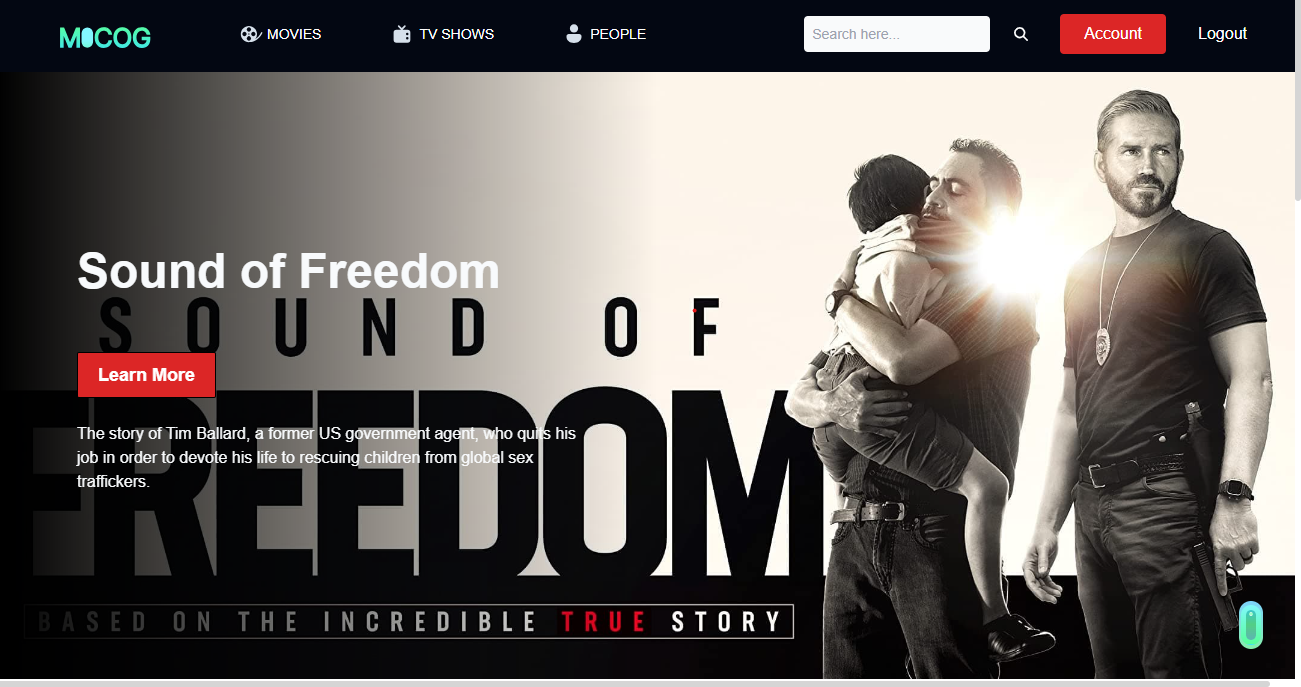 MOCOG
MOVIES
TV SHOWS
PEOPLE
Search here...
Account
Logout
Sound of Freedom
SOUND OF
Learn More
FREEDOM
The story of Tim Ballard, a former US government agent, who quits his
job in order to devote his life to rescuing children from global sex
traffickers.
BASED ON THE INCREDIBLE TRUE STORY